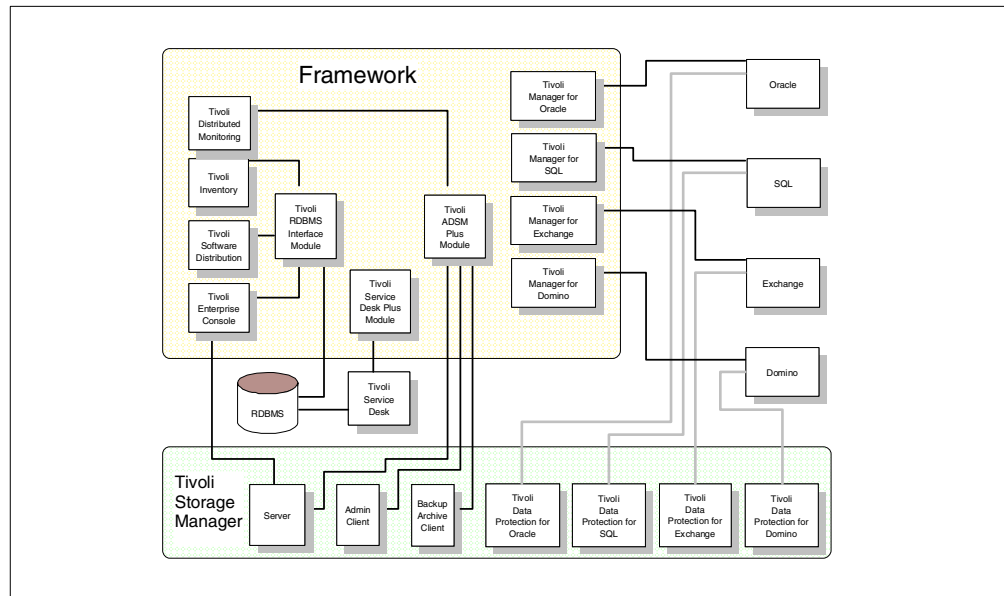 Framework
Tivoli
Distributed
Monitoring
Tivoli
Inventory
Tivoli
Software
Distribution
Tivoli
Enterprise
Console
Tivoli
RDBMS
Interface
Module
Tivoli
Service
Desk Plus
Module
Tivoli
ADSM
Plus
Module
Tivoli
Manager for
Oracle
Tivoli
Manager for
SQL
Tivoli
Manager for
Exchange
Tivoli
Manager for
Domino
Oracle
SQL
Exchange
Domino
RDBMS
Tivoli
Service
Desk
Tivoli
Storage
Manager
Server
Admin
Client
Backup
Archive
Client
Tivoli
Data
Protection for
Oracle
Tivoli
Data
Protection for
SQL
Tivoli
Data
Protection for
Exchange
Tivoli
Data
Protection for
Domino